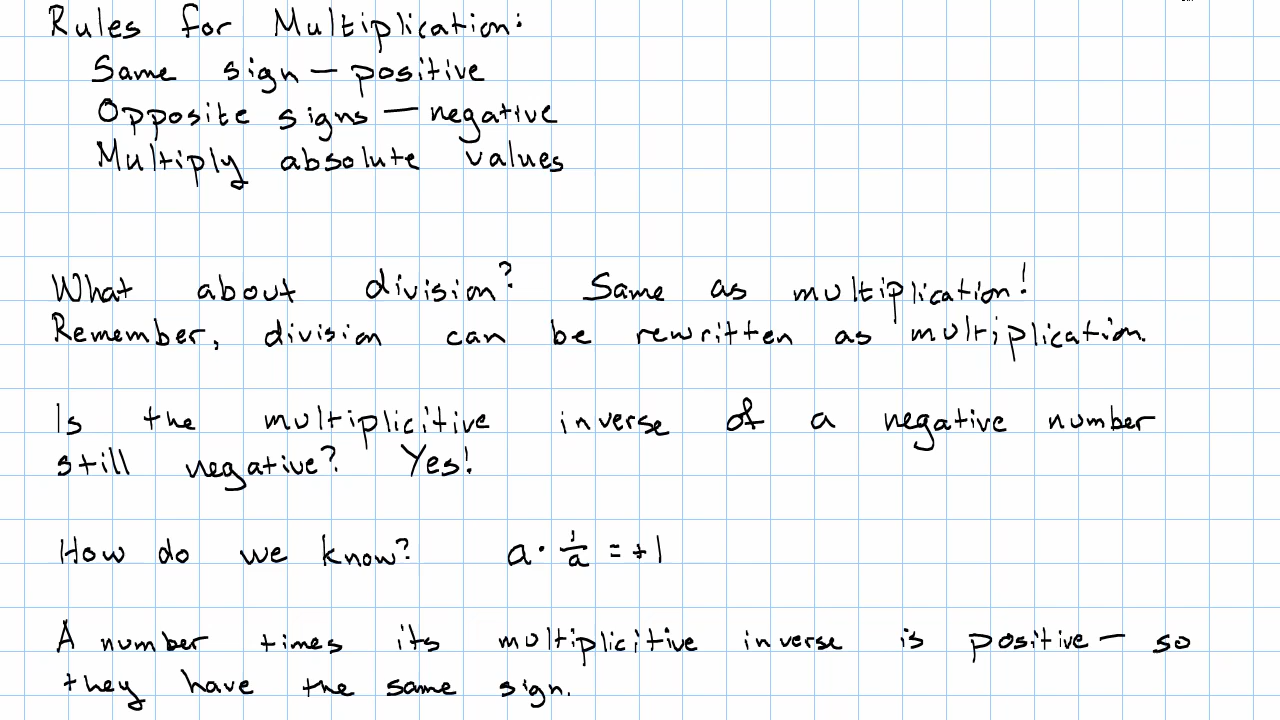 Rules for Multiplication:
Same sign — positive
Opposite signs — negative
Multiply absolute values
What about division? Same as multiplication!
Remember, division can be rewritten as multiplication.
Is the multiplicitive inverse of a negative number
still negative? Yes!
How do we know? a · 1/a = +1
A number times its multiplicitive inverse is positive — so
they have the same sign.